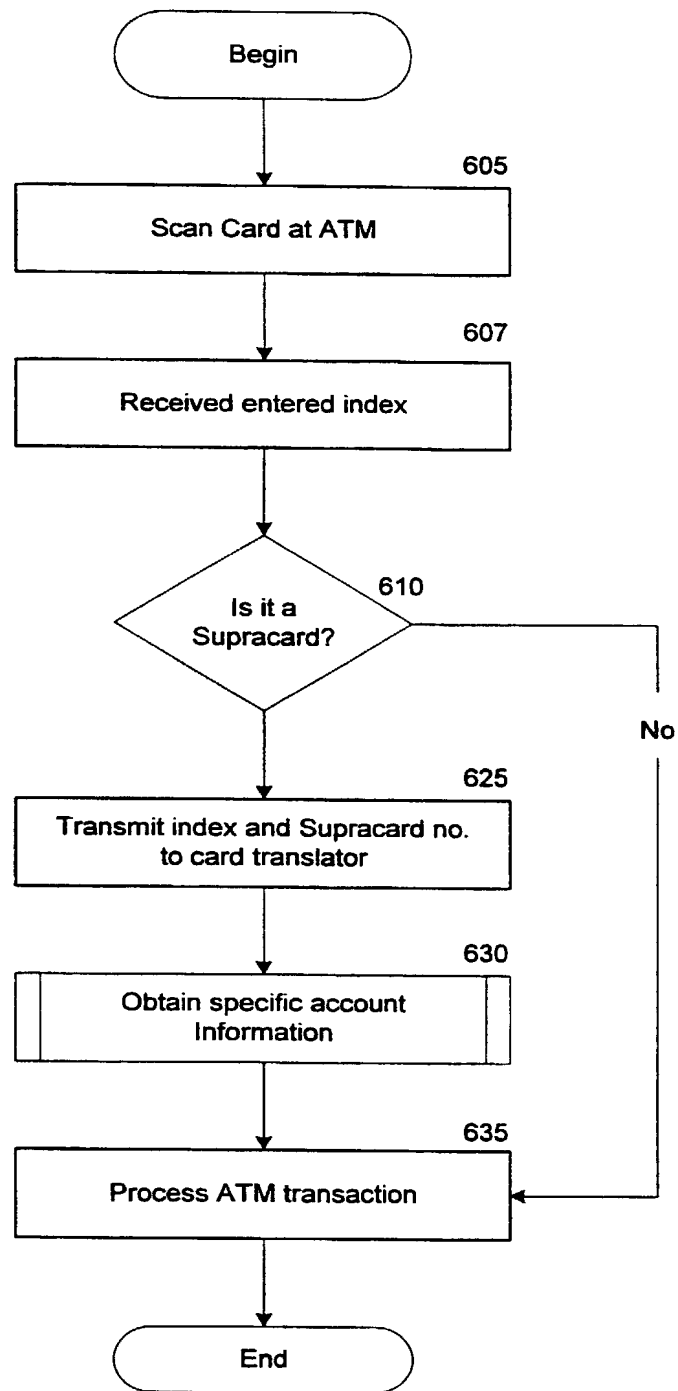 Begin
605
Scan Card at ATM
607
Received entered index
610
Is it a
Supracard?
No
625
Transmit index and Supracard no.
to card translator
630
Obtain specific account
Information
635
Process ATM transaction
End